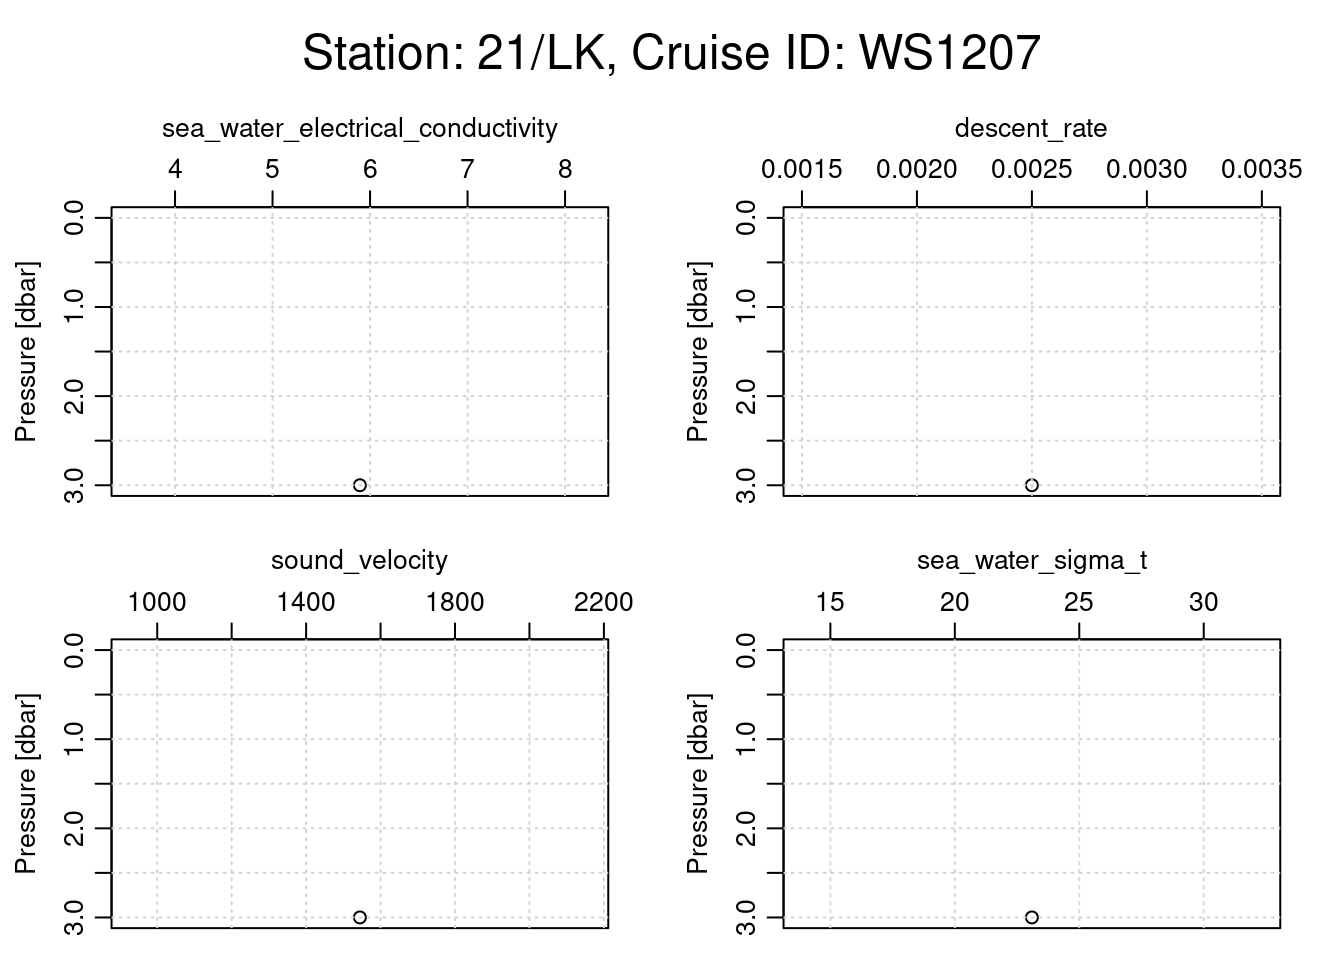 Station: 21/LK, Cruise ID: WS1207
sea_water_electrical_conductivity
4 5 6 7 8
Pressure [dbar]
0.0 1.0 2.0 3.0
descent_rate
0.0015 0.0020 0.0025 0.0030 0.0035
Pressure [dbar]
0.0 1.0 2.0 3.0
sound_velocity
1000 1400 1800 2200
Pressure [dbar]
0.0 1.0 2.0 3.0
sea_water_sigma_t
15 20 25 30
Pressure [dbar]
0.0 1.0 2.0 3.0